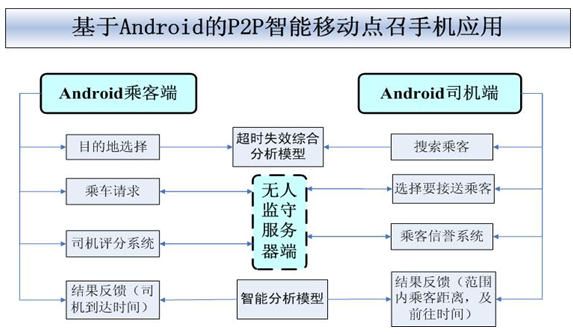 基于Android的P2P智能移动点召手机应用
Android乘客端
Android司机端
目的地选择
超时失效综合
分析模型
搜索乘客
乘车请求
无人
监守
服务
器端
选择要接送乘客
司机评分系统
乘客信誉系统
结果反馈（司
机到达时间）
智能分析模型
结果反馈（范围
内乘客距离，及
前往时间）